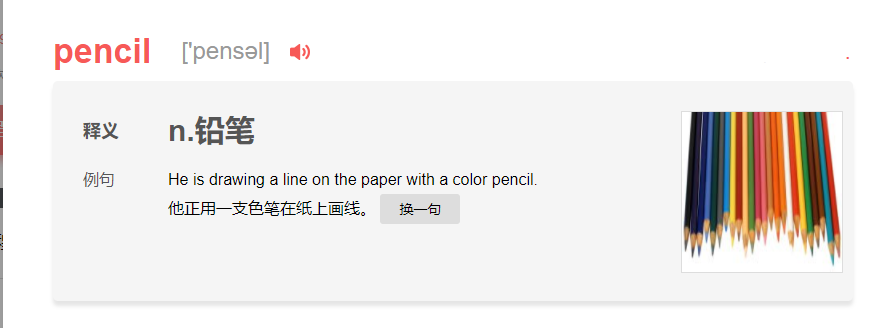 pencil ['pensəl]
释义 n.铅笔
例句 He is drawing a line on the paper with a color pencil.
他正用一支色笔在纸上画线。 换一句